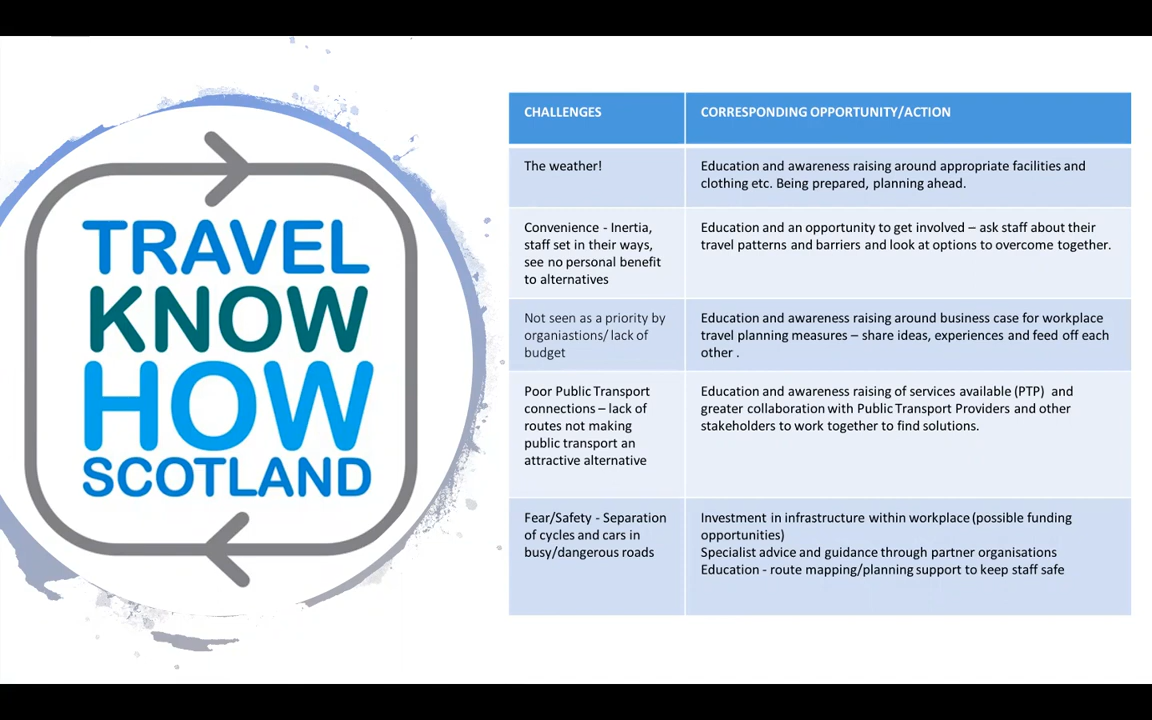 TRAVEL
KNOW
HOW
SCOTLAND
CHALLENGES
CORRESPONDING OPPORTUNITY/ACTION
The weather!
Education and awareness raising around appropriate facilities and
clothing etc. Being prepared, planning ahead.
Convenience - Inertia,
staff set in their ways,
see no personal benefit
to alternatives
Education and an opportunity to get involved – ask staff about their
travel patterns and barriers and look at options to overcome together.
Not seen as a priority by
organiastions/ lack of
budget
Education and awareness raising around business case for workplace
travel planning measures – share ideas, experiences and feed off each
other .
Poor Public Transport
connections – lack of
routes not making
public transport an
attractive alternative
Education and awareness raising of services available (PTP) and
greater collaboration with Public Transport Providers and other
stakeholders to work together to find solutions.
Fear/Safety - Separation
of cycles and cars in
busy/dangerous roads
Investment in infrastructure within workplace (possible funding
opportunities)
Specialist advice and guidance through partner organisations
Education - route mapping/planning support to keep staff safe